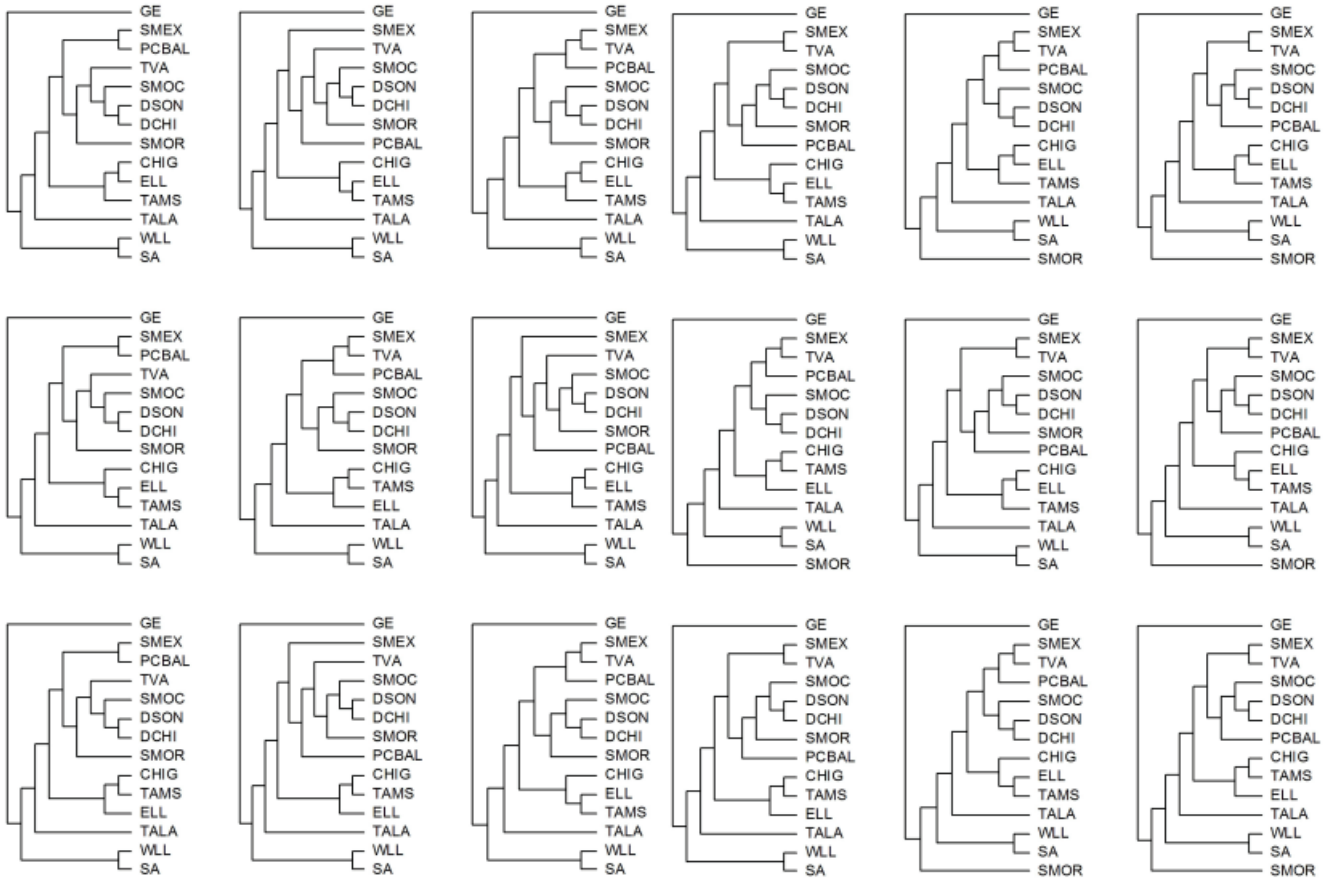 GE GE GE GE GE GE
SMEX SMEX SMEX SMEX SMEX SMEX
PCBAL TVA TVA TVA TVA TVA
TVA SMOC PCBAL SMOC PCBAL SMOC
SMOC DSON SMOC DSON SMOC DSON
DSON DCHI DSON DCHI DSON DCHI
DCHI SMOR DCHI SMOR DCHI PCBAL
SMOR PCBAL SMOR PCBAL CHIG CHIG
CHIG CHIG CHIG CHIG ELL ELL
ELL ELL ELL ELL TAMS TAMS
TAMS TAMS TAMS TAMS TALA TALA
TALA TALA TALA TALA WLL WLL
WLL WLL WLL WLL SA SA
SA SA SA SA SMOR SMOR
GE GE GE GE GE GE
SMEX SMEX SMEX SMEX SMEX SMEX
PCBAL TVA TVA TVA TVA TVA
TVA PCBAL SMOC PCBAL SMOC SMOC
SMOC SMOC DSON SMOC DSON DSON
DSON DSON DCHI DSON DCHI DCHI
DCHI DCHI SMOR DCHI SMOR PCBAL
SMOR SMOR PCBAL CHIG PCBAL CHIG
CHIG CHIG CHIG TAMS CHIG ELL
ELL TAMS ELL ELL ELL TAMS
TAMS ELL TAMS TALA TAMS TALA
TALA TALA TALA WLL TALA WLL
WLL WLL WLL SA WLL SA
SA SA SA SMOR SA SMOR
GE GE GE GE GE GE
SMEX SMEX SMEX SMEX SMEX SMEX
PCBAL TVA TVA TVA TVA TVA
TVA SMOC PCBAL SMOC PCBAL SMOC
SMOC DSON SMOC DSON SMOC DSON
DSON DCHI DSON DCHI DSON DCHI
DCHI SMOR DCHI SMOR DCHI PCBAL
SMOR PCBAL SMOR PCBAL CHIG CHIG
CHIG CHIG CHIG CHIG ELL TAMS
TAMS TAMS ELL TAMS TAMS ELL
ELL ELL TAMS ELL TALA TALA
TALA TALA TALA TALA WLL WLL
WLL WLL WLL WLL SA SA
SA SA SA SA SMOR SMOR